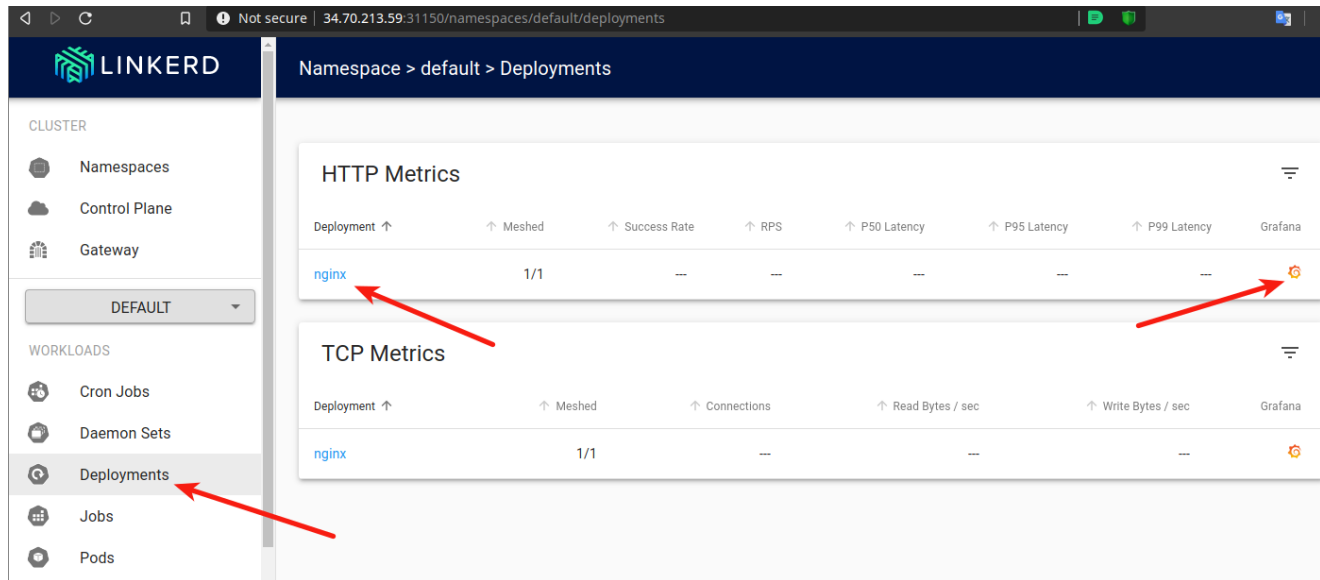 Not secure | 34.70.213.59:31150/namespaces/default/deployments
LINKERD
Namespace > default > Deployments
CLUSTER
Namespaces
Control Plane
Gateway
DEFAULT
WORKLOADS
Cron Jobs
Daemon Sets
Deployments
Jobs
Pods
HTTP Metrics
Deployment ↑ ↑ Meshed ↑ Success Rate ↑ RPS ↑ P50 Latency ↑ P95 Latency ↑ P99 Latency Grafana
nginx 1/1 --- --- --- --- ---
TCP Metrics
Deployment ↑ ↑ Meshed ↑ Connections ↑ Read Bytes / sec ↑ Write Bytes / sec Grafana
nginx 1/1 --- --- ---